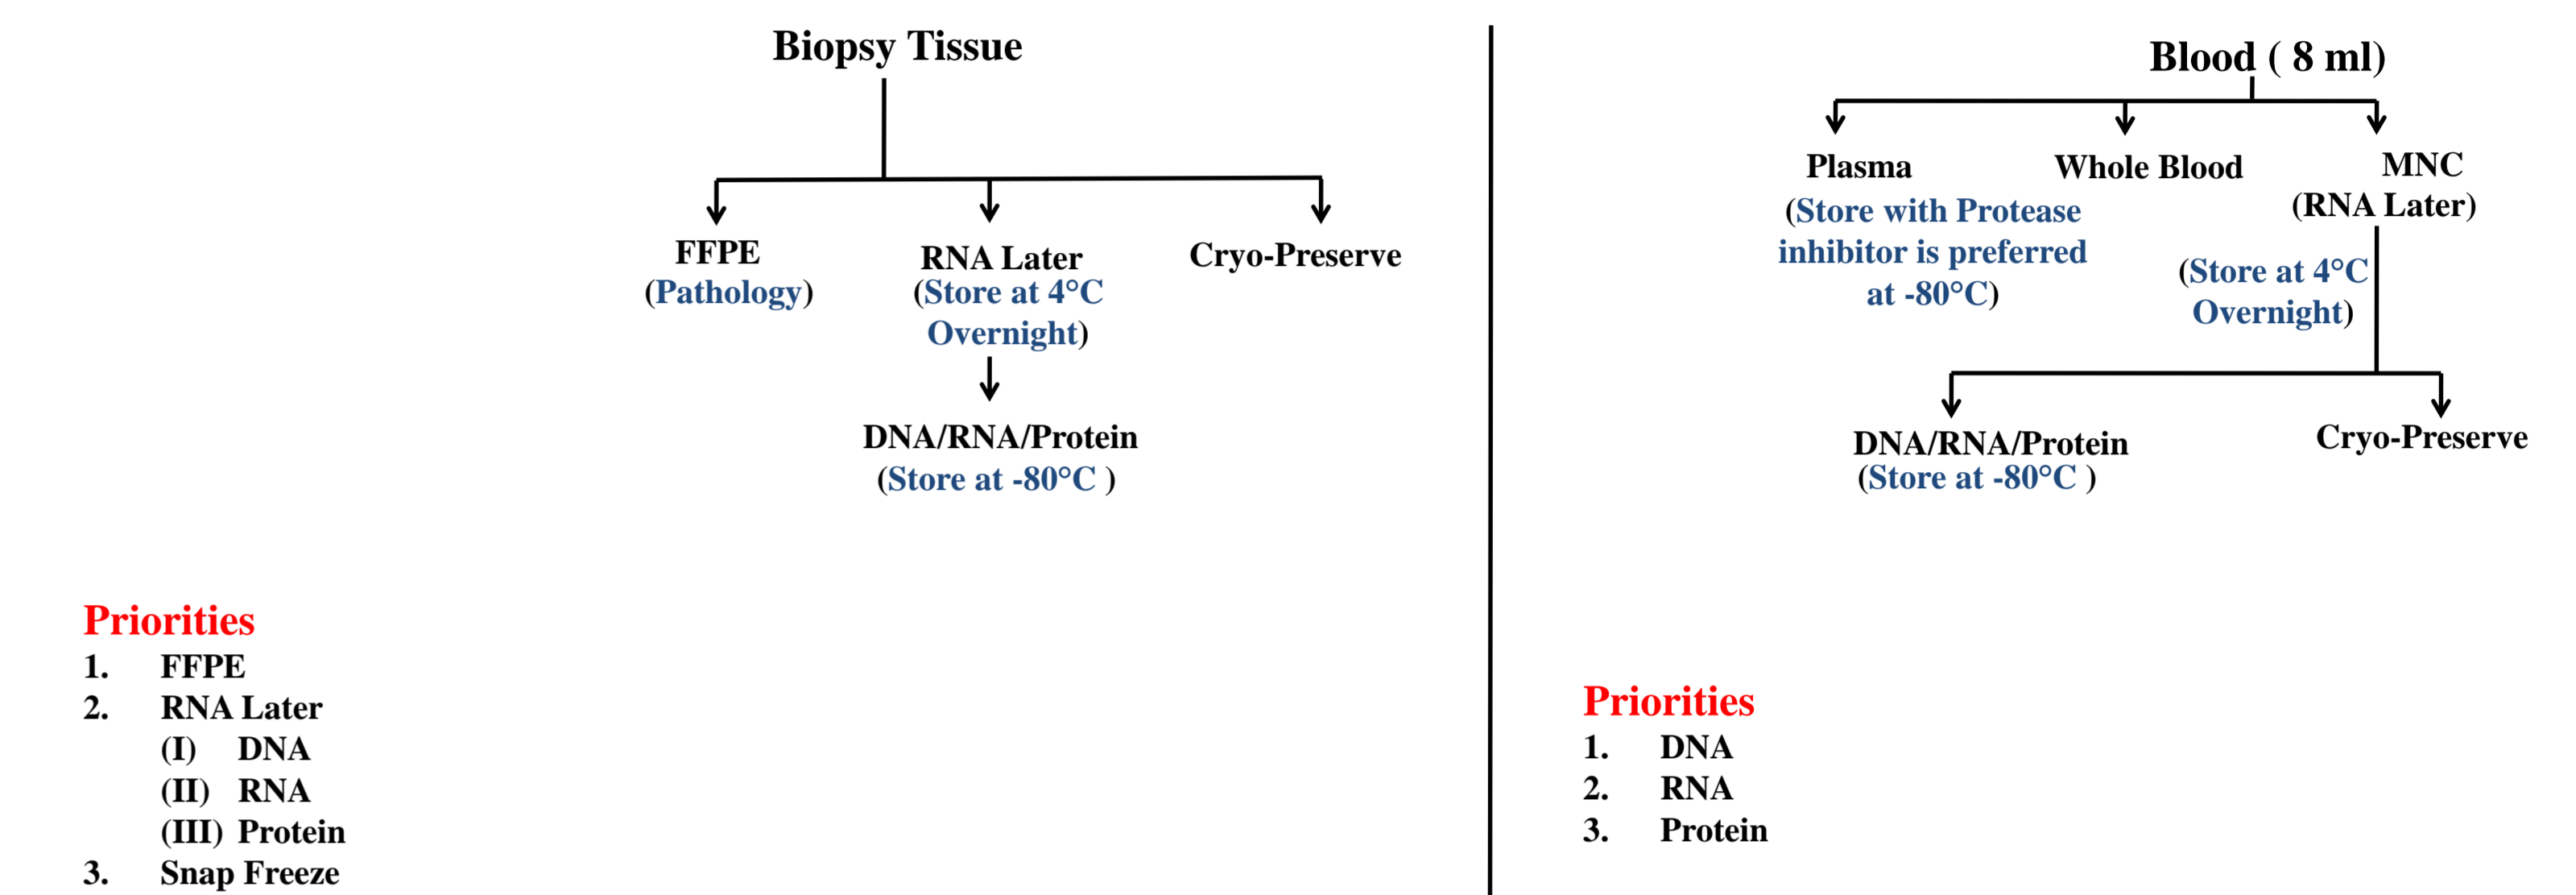 Biopsy Tissue
FFPE
(Pathology)
RNA Later
(Store at 4°C
Overnight)
Cryo-Preserve
DNA/RNA/Protein
(Store at -80°C )
Priorities
1. FFPE
2. RNA Later
(I) DNA
(II) RNA
(III) Protein
3. Snap Freeze
Blood ( 8 ml)
Plasma
(Store with Protease
inhibitor is preferred
at -80°C)
Whole Blood
MNC
(RNA Later)
(Store at 4°C
Overnight)
DNA/RNA/Protein
(Store at -80°C )
Cryo-Preserve
Priorities
1. DNA
2. RNA
3. Protein